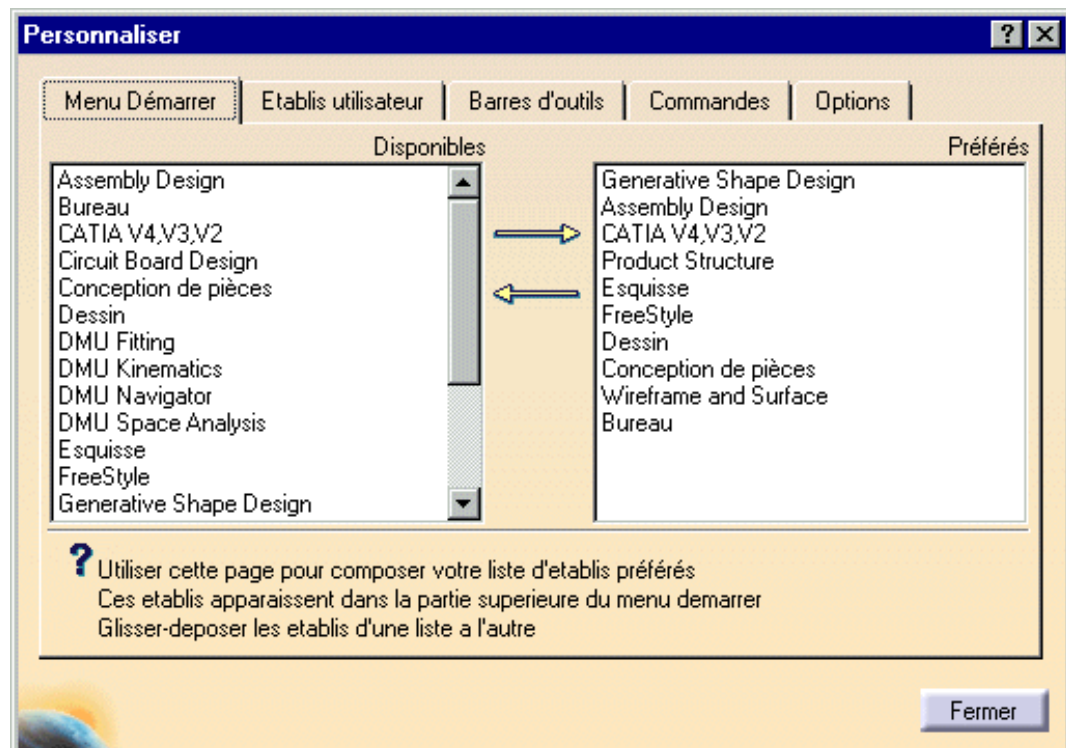 Personnaliser
Menu Démarrer
Etablis utilisateur
Barres d'outils
Commandes
Options
Disponibles
Assembly Design
Bureau
CATIA V4,V3,V2
Circuit Board Design
Conception de pièces
Dessin
DMU Fitting
DMU Kinematics
DMU Navigator
DMU Space Analysis
Esquisse
FreeStyle
Generative Shape Design
Préférés
Generative Shape Design
Assembly Design
CATIA V4,V3,V2
Product Structure
Esquisse
FreeStyle
Dessin
Conception de pièces
Wireframe and Surface
Bureau
? Utiliser cette page pour composer votre liste d'etablis préférés
Ces etablis apparaissent dans la partie superieure du menu demarrer
Glisser-deposer les etablis d'une liste a l'autre
Fermer